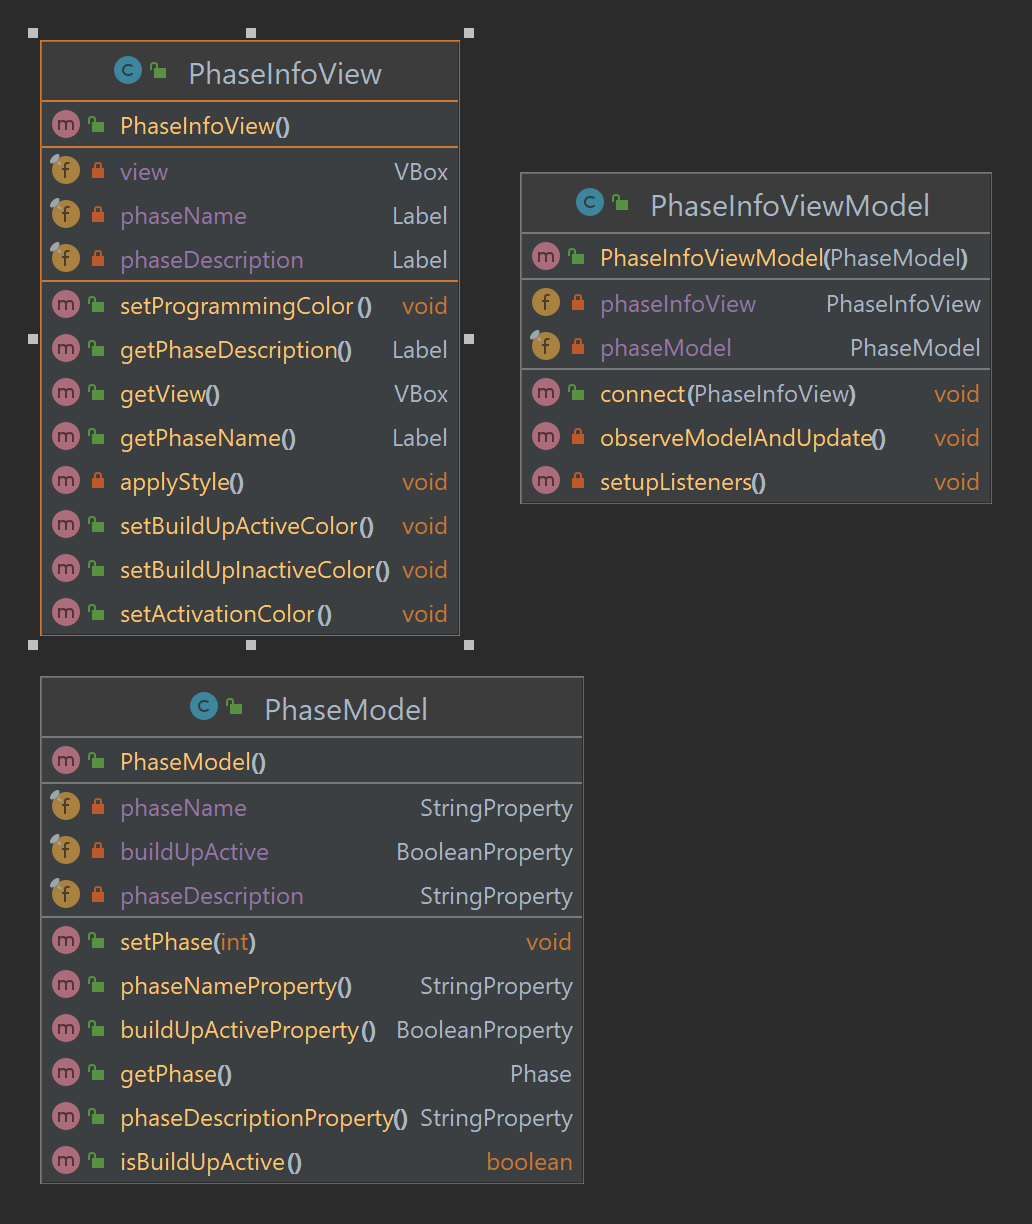 PhaseInfoView
PhaseInfoView()
view VBox
phaseName Label
phaseDescription Label
setProgrammingColor() void
getPhaseDescription() Label
getView() VBox
getPhaseName() Label
applyStyle() void
setBuildUpActiveColor() void
setBuildUpInactiveColor() void
setActivationColor() void
PhaseInfoViewModel
PhaseInfoViewModel(PhaseModel)
phaseInfoView PhaseInfoView
phaseModel PhaseModel
connect(PhaseInfoView) void
observeModelAndUpdate() void
setupListeners() void
PhaseModel
PhaseModel()
phaseName StringProperty
buildUpActive BooleanProperty
phaseDescription StringProperty
setPhase(int) void
phaseNameProperty() StringProperty
buildUpActiveProperty() BooleanProperty
getPhase() Phase
phaseDescriptionProperty() StringProperty
isBuildUpActive() boolean